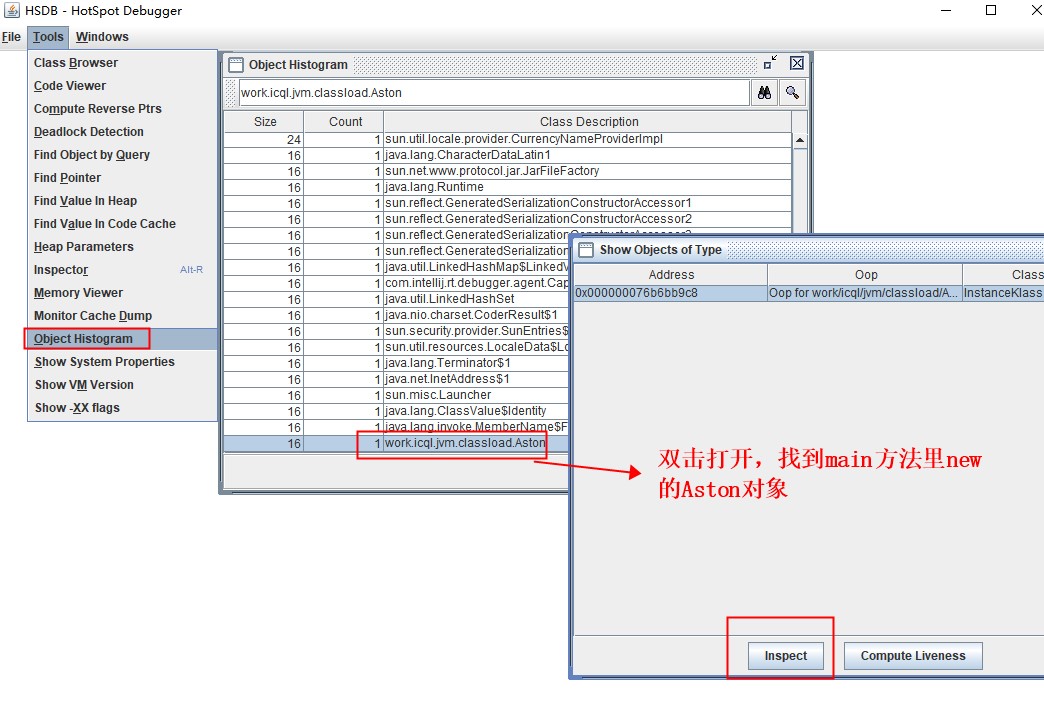 HSDB - HotSpot Debugger
File Tools Windows
Class Browser
Code Viewer
Compute Reverse Ptrs
Deadlock Detection
Find Object by Query
Find Pointer
Find Value In Heap
Find Value In Code Cache
Heap Parameters
Inspector Alt-R
Memory Viewer
Monitor Cache Dump
Object Histogram
Show System Properties
Show VM Version
Show -XX flags
Object Histogram
work.icql.jvm.classload.Aston
Size Count Class Description
24 1 sun.util.locale.provider.CurrencyNameProviderImpl
16 1 java.lang.CharacterDataLatin1
16 1 sun.net.www.protocol.jar.JarFileFactory
16 1 java.lang.Runtime
16 1 sun.reflect.GeneratedSerializationConstructorAccessor1
16 1 sun.reflect.GeneratedSerializationConstructorAccessor2
16 1 sun.reflect.GeneratedSerializationConstructorAccessor3
16 1 sun.reflect.GeneratedSerialization
16 1 java.util.LinkedHashMap$LinkedV
16 1 com.intellij.rt.debugger.agent.Cap
16 1 java.util.LinkedHashSet
16 1 java.nio.charset.CoderResult$1
16 1 sun.security.provider.SunEntries$
16 1 sun.util.resources.LocaleData$Lo
16 1 java.lang.Terminator$1
16 1 java.net.InetAddress$1
16 1 sun.misc.Launcher
16 1 java.lang.ClassValue$Identity
16 1 java.lang.invoke.MemberName$F
16 1 work.icql.jvm.classload.Aston
Show Objects of Type
Address Oop Class
0x000000076b6bb9c8 Oop for work/icql/jvm/classload/A... InstanceKlass
双击打开，找到main方法里new
的Aston对象
Inspect Compute Liveness